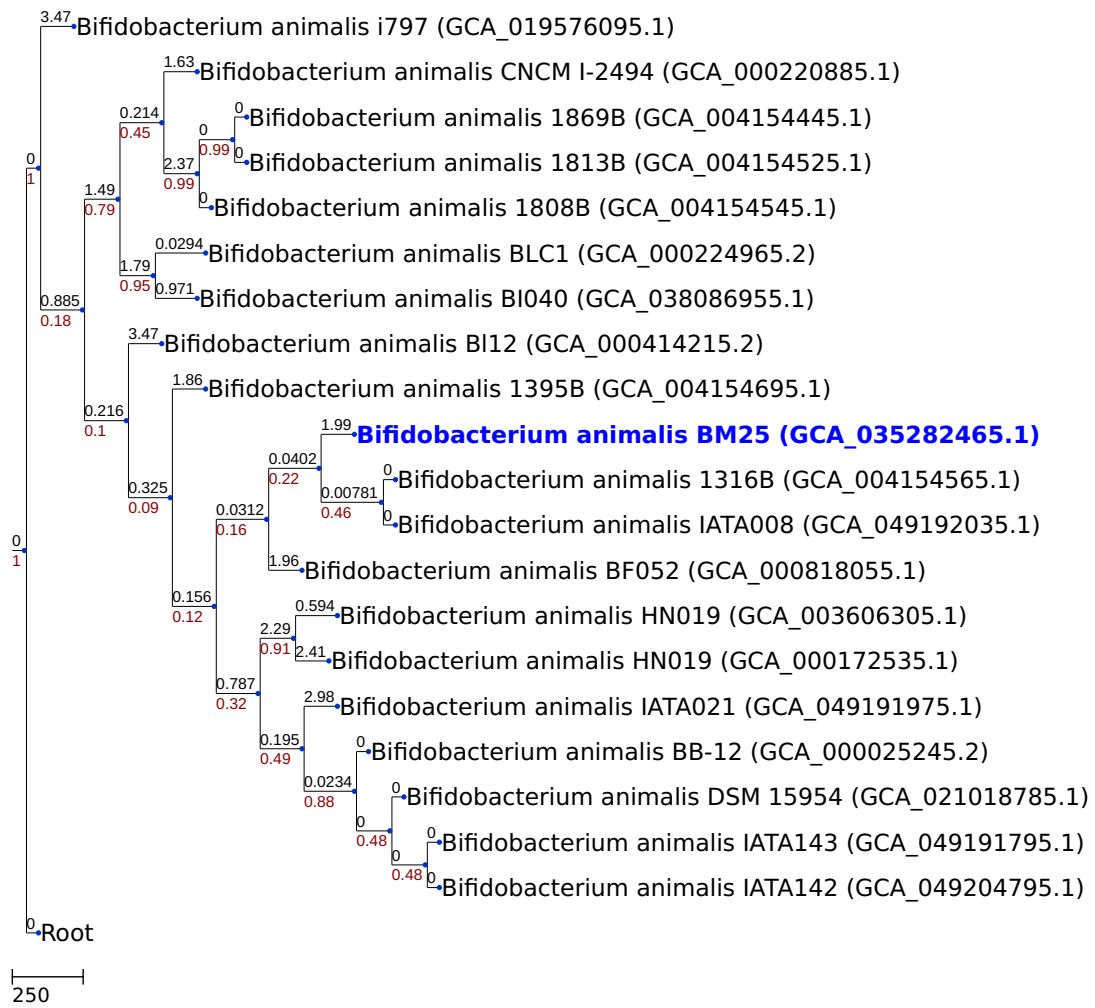 3.47 Bifidobacterium animalis i797 (GCA_019576095.1)
1.63 Bifidobacterium animalis CNCM I-2494 (GCA_000220885.1)
0.214
0.45
0 Bifidobacterium animalis 1869B (GCA_004154445.1)
0
0.99
0 Bifidobacterium animalis 1813B (GCA_004154525.1)
0
1
2.37
0.99
1.49
0.79
0 Bifidobacterium animalis 1808B (GCA_004154545.1)
0.0294 Bifidobacterium animalis BLC1 (GCA_000224965.2)
1.79
0.95
0.971 Bifidobacterium animalis BI040 (GCA_038086955.1)
0.885
0.18
3.47 Bifidobacterium animalis Bl12 (GCA_000414215.2)
1.86 Bifidobacterium animalis 1395B (GCA_004154695.1)
0.216
0.1
1.99 Bifidobacterium animalis BM25 (GCA_035282465.1)
0.0402
0.22
0 Bifidobacterium animalis 1316B (GCA_004154565.1)
0.325
0.09
0.00781
0.46
0 Bifidobacterium animalis IATA008 (GCA_049192035.1)
0.0312
0.16
0
1
1.96 Bifidobacterium animalis BF052 (GCA_000818055.1)
0.156
0.12
0.594 Bifidobacterium animalis HN019 (GCA_003606305.1)
2.29
0.91
2.41 Bifidobacterium animalis HN019 (GCA_000172535.1)
0.787
0.32
2.98 Bifidobacterium animalis IATA021 (GCA_049191975.1)
0.195
0.49
0 Bifidobacterium animalis BB-12 (GCA_000025245.2)
0.0234
0.88
0 Bifidobacterium animalis DSM 15954 (GCA_021018785.1)
0
0.48
0 Bifidobacterium animalis IATA143 (GCA_049191795.1)
0
0.48
0 Bifidobacterium animalis IATA142 (GCA_049204795.1)
0 Root
250